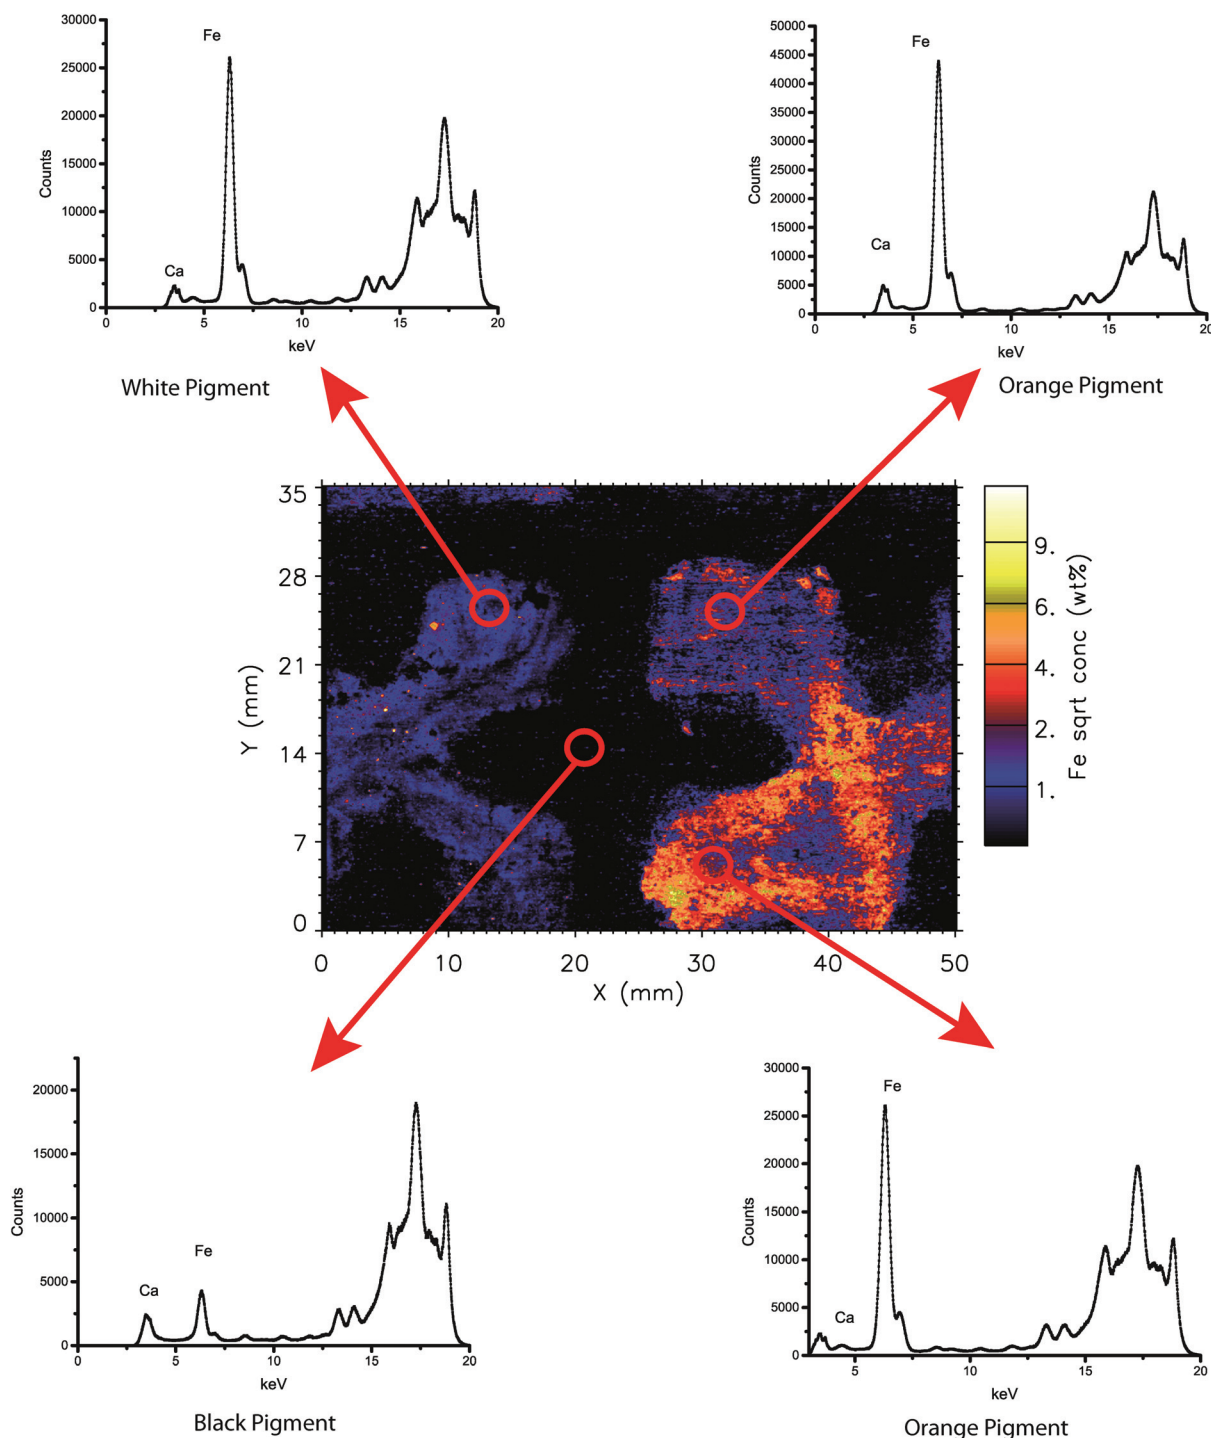 30000
25000
20000
15000
10000
5000
0
Counts
Fe
Ca
0 5 10 15 20
keV
White Pigment
50000
45000
40000
35000
30000
25000
20000
15000
10000
5000
0
Counts
Fe
Ca
0 5 10 15 20
keV
Orange Pigment
35
28
21
14
7
0
Y (mm)
0 10 20 30 40 50
X (mm)
9.
6.
4.
2.
1.
Fe sqrt conc (wt%)
20000
15000
10000
5000
0
Counts
Fe
Ca
0 5 10 15 20
keV
Black Pigment
30000
25000
20000
15000
10000
5000
0
Counts
Fe
Ca
5 10 15 20
keV
Orange Pigment